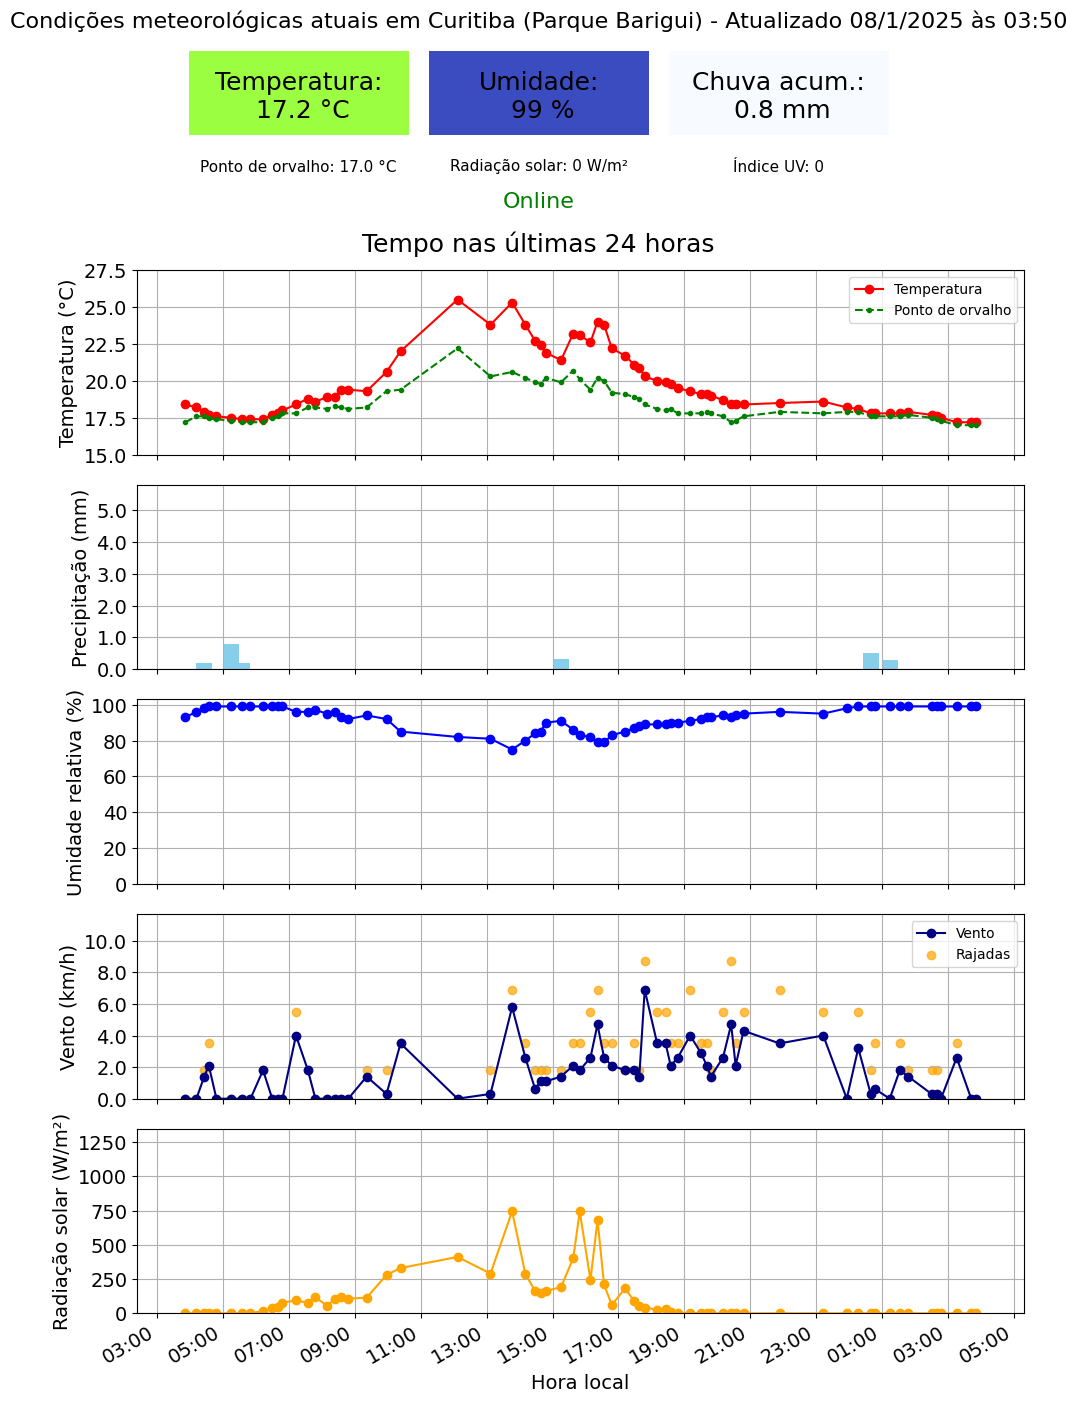 Condições meteorológicas atuais em Curitiba (Parque Barigui) - Atualizado 08/1/2025 às 03:50
Temperatura:
17.2 °C
Umidade:
99 %
Chuva acum.:
0.8 mm
Ponto de orvalho: 17.0 °C
Radiação solar: 0 W/m²
Índice UV: 0
Online
Tempo nas últimas 24 horas
Temperatura (°C)
27.5
25.0
22.5
20.0
17.5
15.0
Temperatura
Ponto de orvalho
Precipitação (mm)
5.0
4.0
3.0
2.0
1.0
0.0
Umidade relativa (%)
100
80
60
40
20
0
Vento (km/h)
10.0
8.0
6.0
4.0
2.0
0.0
Vento
Rajadas
Radiação solar (W/m²)
1250
1000
750
500
250
0
03:00 05:00 07:00 09:00 11:00 13:00 15:00 17:00 19:00 21:00 23:00 01:00 03:00 05:00
Hora local